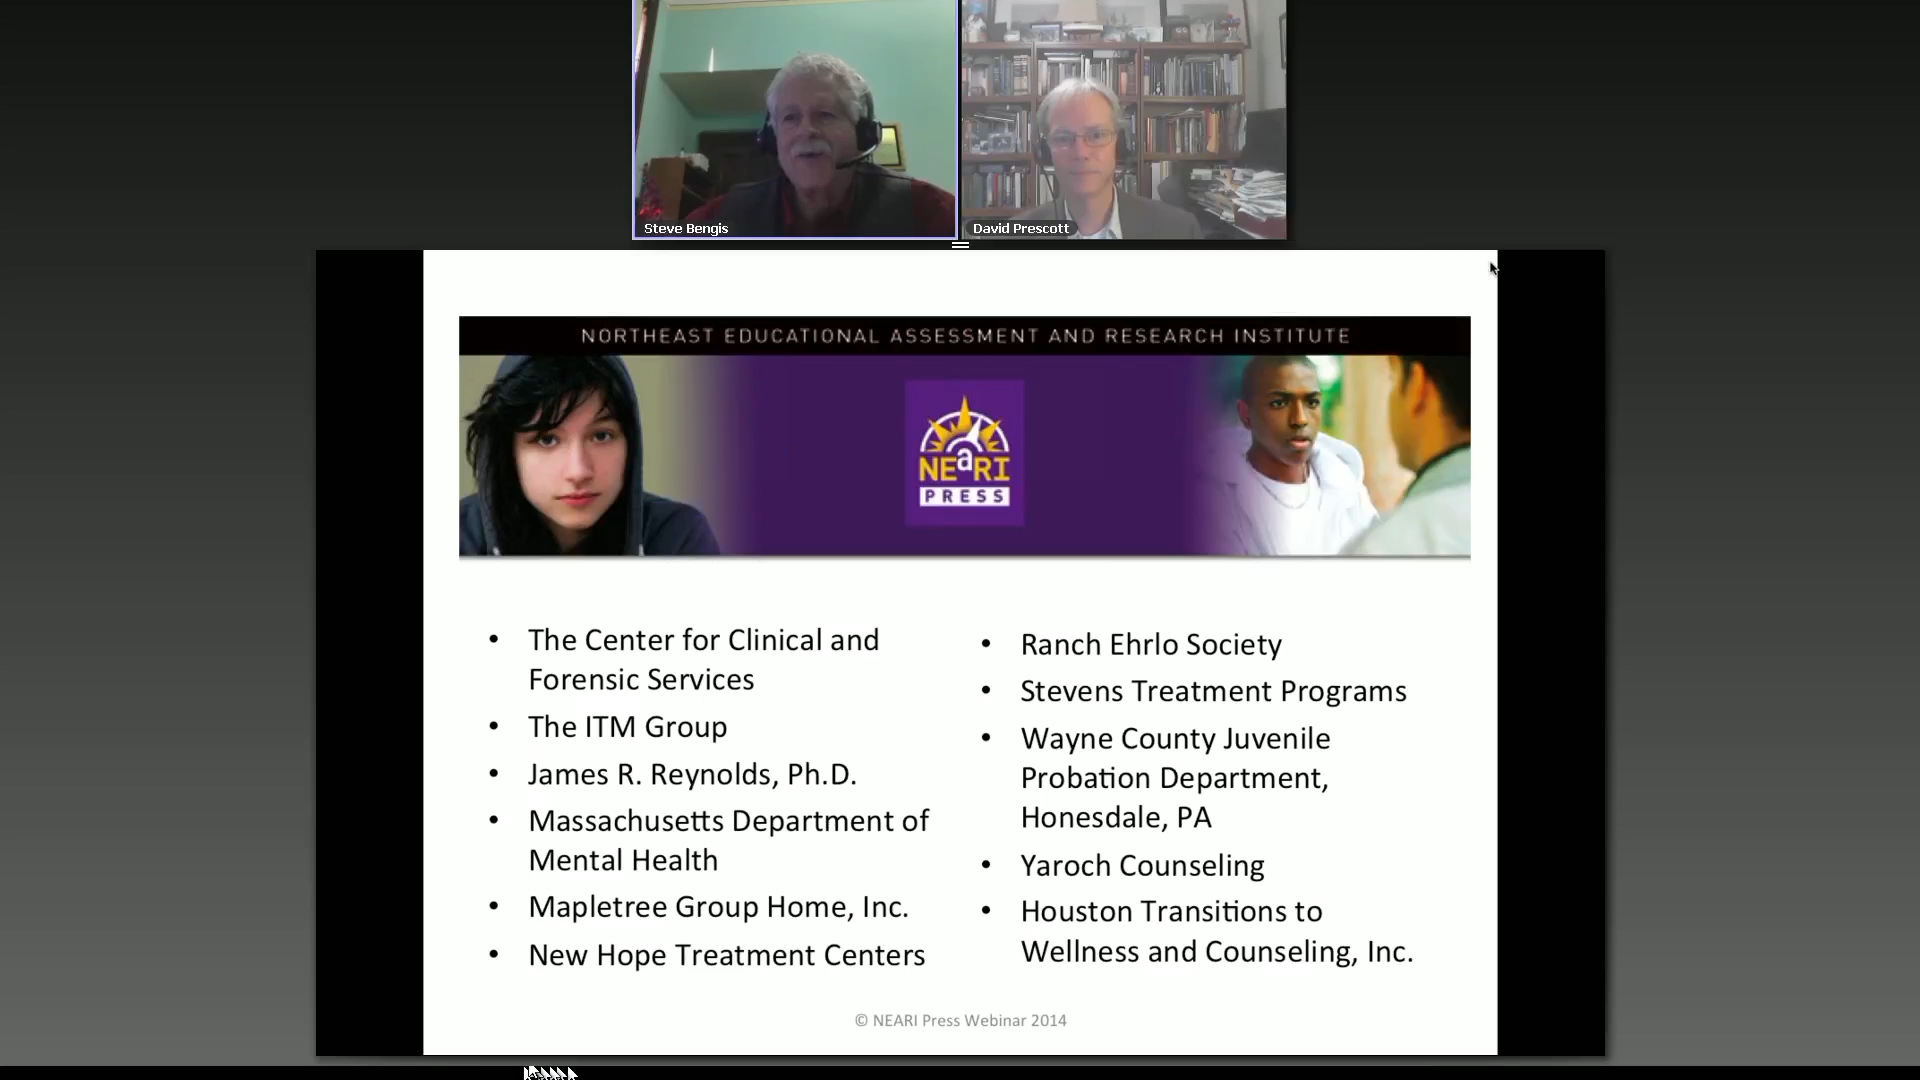 Steve Bengis
David Prescott
NORTHEAST EDUCATIONAL ASSESSMENT AND RESEARCH INSTITUTE
NEaRI
PRESS
• The Center for Clinical and
Forensic Services
• The ITM Group
• James R. Reynolds, Ph.D.
• Massachusetts Department of
Mental Health
• Mapletree Group Home, Inc.
• New Hope Treatment Centers
• Ranch Ehrlo Society
• Stevens Treatment Programs
• Wayne County Juvenile
Probation Department,
Honesdale, PA
• Yaroch Counseling
• Houston Transitions to
Wellness and Counseling, Inc.
© NEARI Press Webinar 2014